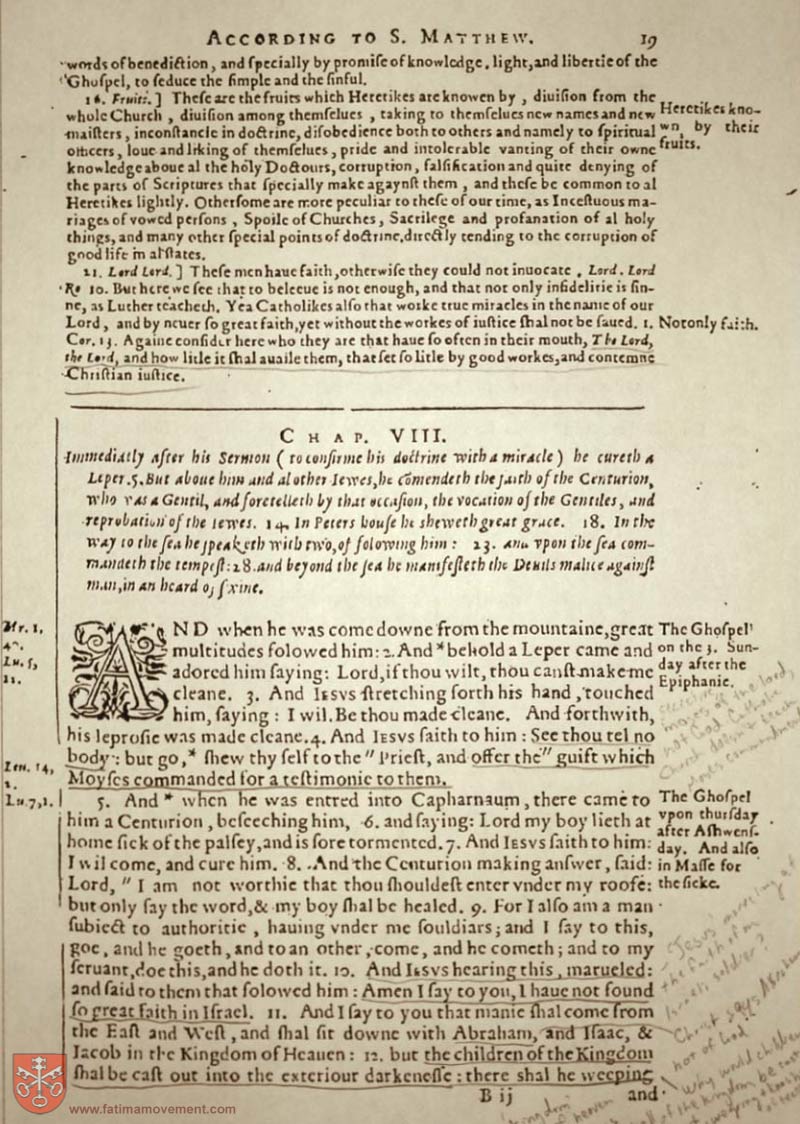 ACCORDING TO S. MATTHEW. 19
words of benediction, and ſpecially by promiſe of knowledge, light, and libertie of the
Ghoſpel, to ſeduce the ſimple and the ſinful.
16. Fruits.] Theſe are the fruits which Heretikes are knowen by, diuiſion from the
whole Church, diuiſion among themſelues, taking to themſelues new names and new
maiſters, inconſtancie in doctrine, diſobedience both to others and namely to ſpiritual
officers, loue and liking of themſelues, pride and intolerable vanting of their owne
knowledge aboue al the holy Doctours, corruption, falſification and quite denying of
the parts of Scriptures that ſpecially make agaynſt them, and theſe be common to al
Heretikes lightly. Otherſome are more peculiar to theſe of our time, as Inceſtuous ma-
riages of vowed perſons, Spoile of Churches, Sacrilege and profanation of al holy
things, and many other ſpecial points of doctrine, directly tending to the corruption of
good life in al ſtates.
Heretikes kno-
wn by their
fruits.
21. Lord Lord.] Theſe men haue faith, otherwiſe they could not inuocate, Lord, Lord
Ro 10. But here we ſee that to beleeue is not enough, and that not only infidelitie is ſin-
ne, as Luther teacheth. Yea Catholikes alſo that worke true miracles in the name of our
Lord, and by neuer ſo great faith, yet without the workes of iuſtice ſhal not be ſaued. 1.
Cor. 13. Againe conſider here who they are that haue ſo often in their mouth, The Lord,
the Lord, and how litle it ſhal auaile them, that ſet ſo litle by good workes, and contemne
Chriſtian iuſtice.
Not only faith.
CHAP. VIII.
Immediatly after his Sermon (to confirme his doctrine with a miracle) he cureth a
Leper. 5. But aboue him and al other Iewes, he comendeth the faith of the Centurion,
who was a Gentil, and foretelleth by that occaſion, the vocation of the Gentiles, and
reprobation of the Iewes. 14. In Peters houſe he sheweth great grace. 18. In the
way to the ſea he ſpeaketh with two, of folowing him: 23. and vpon the ſea com-
mandeth the tempeſt: 28. and beyond the ſea he manifeſteth the Deuils malice againſt
man, in an heard of ſwine.
AND when he was come downe from the mountaine, great
multitudes folowed him: 2. And * behold a Leper came and
adored him ſaying: Lord, if thou wilt, thou canſt make me
cleane. 3. And IESVS ſtretching forth his hand, touched
him, ſaying: I wil. Be thou made cleane. And forthwith,
his leproſie was made cleane. 4. And IESVS ſaith to him: See thou tel no
body: but go, * ſhew thy ſelf to the " Prieſt, and offer the " guift which
Moyſes commanded for a teſtimonie to them.
Mr. 1,
40.
Lu. 5,
12.
Leu. 14,
2.
The Ghoſpel
on the 3. Sun-
day after the
Epiphanie.
5. And * when he was entred into Capharnaum, there came to
him a Centurion, beſeeching him, 6. and ſaying: Lord my boy lieth at
home ſick of the palſey, and is ſore tormented. 7. And IESVS ſaith to him:
I wil come, and cure him. 8. And the Centurion making anſwer, ſaid:
Lord, " I am not worthie that thou ſhouldeſt enter vnder my roofe:
but only ſay the word, & my boy ſhal be healed. 9. For I alſo am a man
ſubiect to authoritie, hauing vnder me ſouldiars; and I ſay to this,
goe, and he goeth, and to an other, come, and he cometh; and to my
ſeruant, doe this, and he doth it. 10. And IESVS hearing this, marueled:
and ſaid to them that folowed him: Amen I ſay to you, I haue not found
ſo great faith in Iſrael. 11. And I ſay to you that manie ſhal come from
the Eaſt and Weſt, and ſhal ſit downe with Abraham, and Iſaac, &
Iacob in the Kingdom of Heauen: 12. but the children of the Kingdom
ſhal be caſt out into the exteriour darkeneſſe: there shal he weeping
Lu. 7, 1.
The Ghoſpel
vpon thurſday
after Aſhwenſ-
day. And alſo
in Maſſe for
the ſicke.
B ij and
www.fatimamovement.com